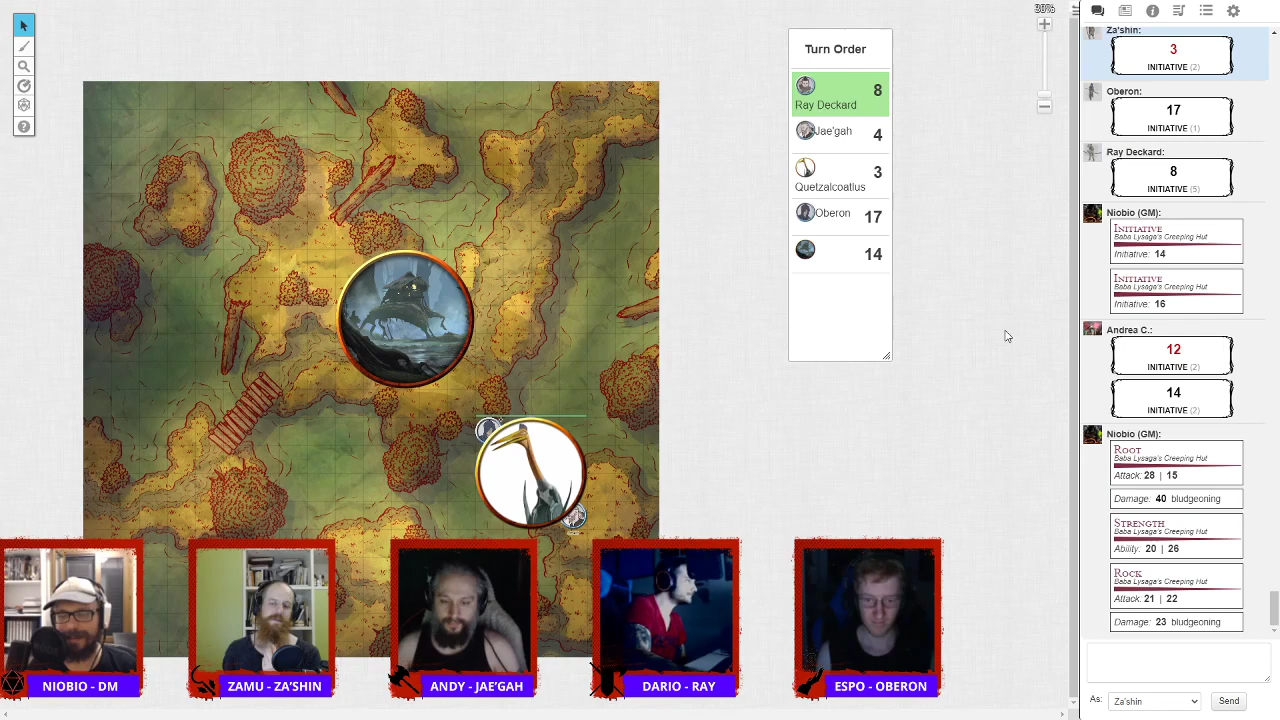 88%
Turn Order
Ray Deckard
8
Jae'gah
4
Quetzalcoatlus
3
Oberon
17
14
Za'shin:
3
INITIATIVE (2)
Oberon:
17
INITIATIVE (1)
Ray Deckard:
8
INITIATIVE (5)
Niobio (GM):
INITIATIVE
Baba Lysaga's Creeping Hut
Initiative: 14
INITIATIVE
Baba Lysaga's Creeping Hut
Initiative: 16
Andrea C.:
12
INITIATIVE (2)
14
INITIATIVE (2)
Niobio (GM):
ROOT
Baba Lysaga's Creeping Hut
Attack: 28 | 15
Damage: 40 bludgeoning
STRENGTH
Baba Lysaga's Creeping Hut
Ability: 20 | 26
ROCK
Baba Lysaga's Creeping Hut
Attack: 21 | 22
Damage: 23 bludgeoning
As:
Za'shin
Send
NIOBIO - DM
ZAMU - ZA'SHIN
ANDY - JAE'GAH
DARIO - RAY
ESPO - OBERON